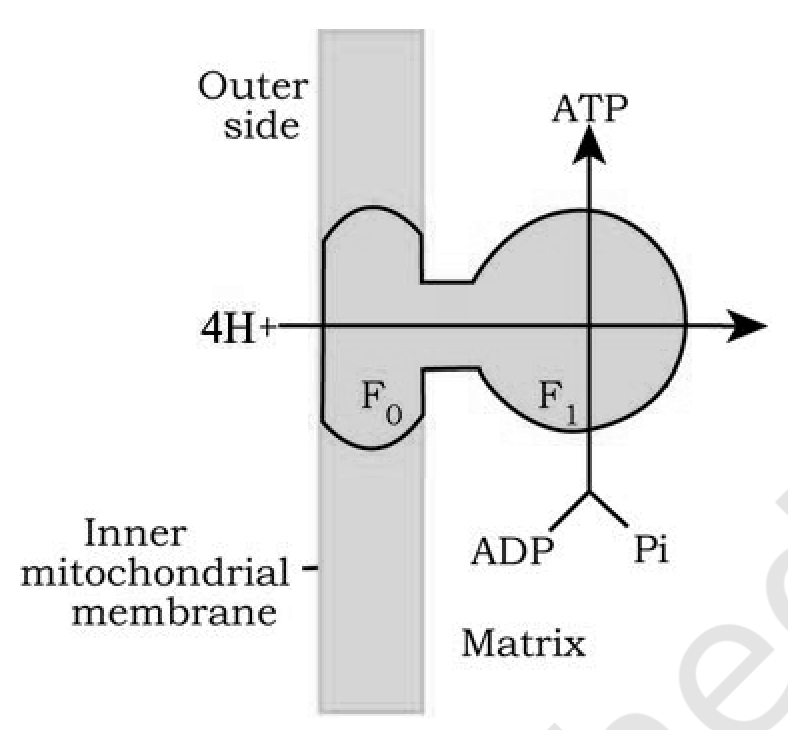 Outer
side
ATP
4H+
F0
F1
ADP
Pi
Inner
mitochondrial
membrane
Matrix